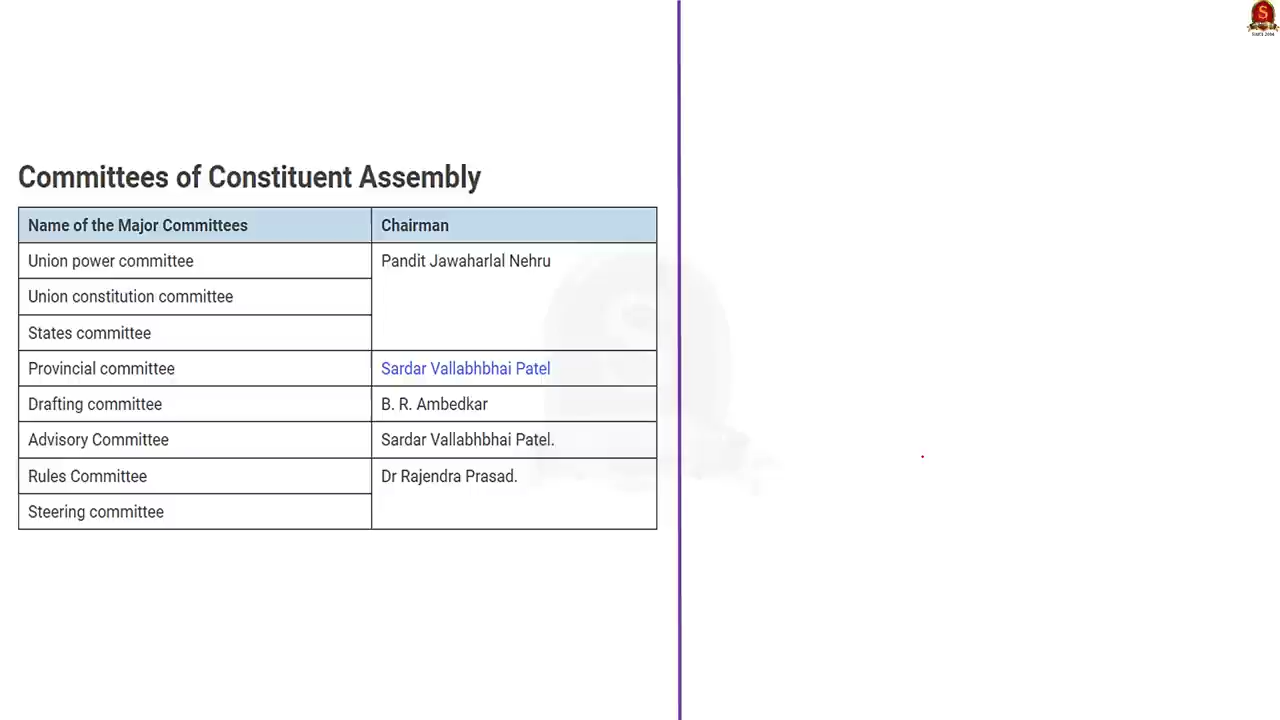 Committees of Constituent Assembly
Name of the Major Committees Chairman
Union power committee Pandit Jawaharlal Nehru
Union constitution committee
States committee
Provincial committee Sardar Vallabhbhai Patel
Drafting committee B. R. Ambedkar
Advisory Committee Sardar Vallabhbhai Patel.
Rules Committee Dr Rajendra Prasad.
Steering committee
S